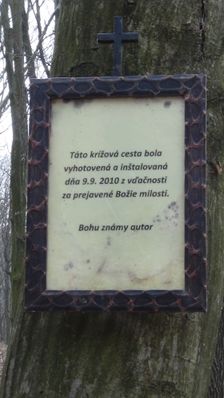 Táto krížová cesta bola
vyhotovená a inštalovaná
dňa 9.9. 2010 z vďačnosti
za prejavené Božie milosti.
Bohu známy autor